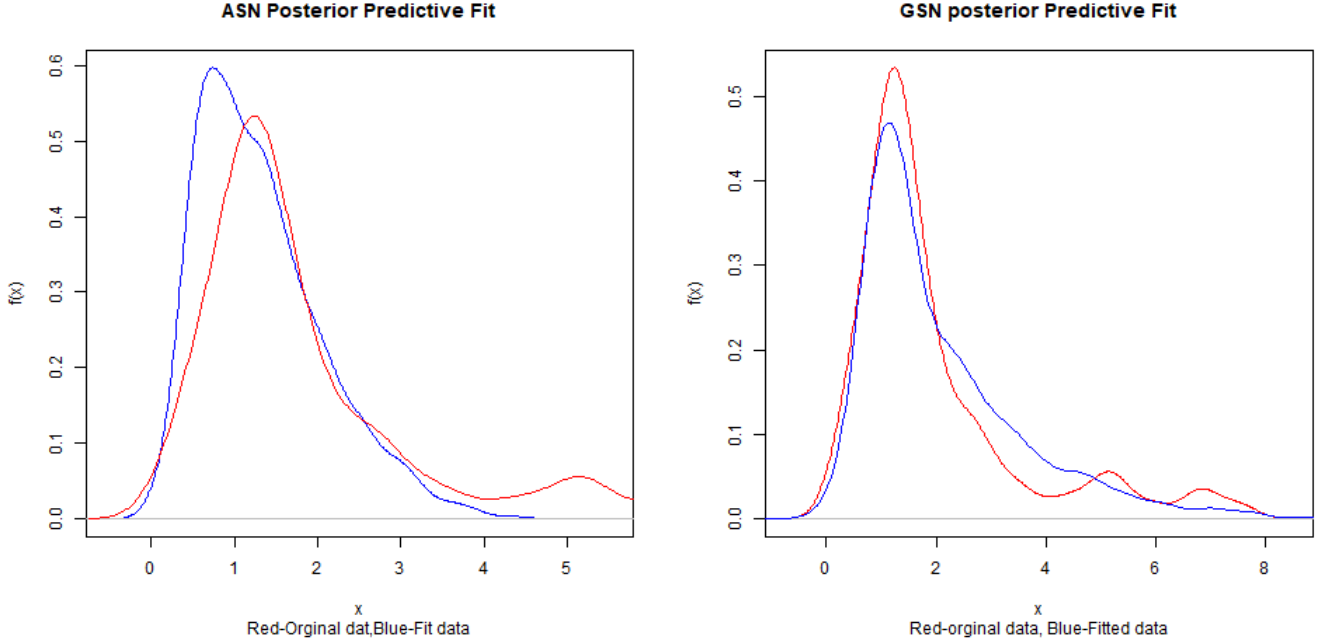 ASN Posterior Predictive Fit
f(x)
0.0 0.1 0.2 0.3 0.4 0.5 0.6
0 1 2 3 4 5
x
Red-Orginal dat,Blue-Fit data
GSN posterior Predictive Fit
f(x)
0.0 0.1 0.2 0.3 0.4 0.5
0 2 4 6 8
x
Red-orginal data, Blue-Fitted data